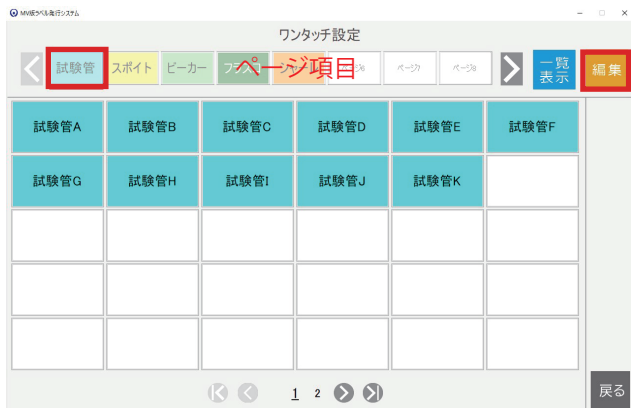 MV版ラベル発行システム
ワンタッチ設定
試験管 スポイト ビーカー フラスコ ページ項目 ページ7 ページ8 一覧表示 編集
試験管A 試験管B 試験管C 試験管D 試験管E 試験管F
試験管G 試験管H 試験管I 試験管J 試験管K
1 2
戻る